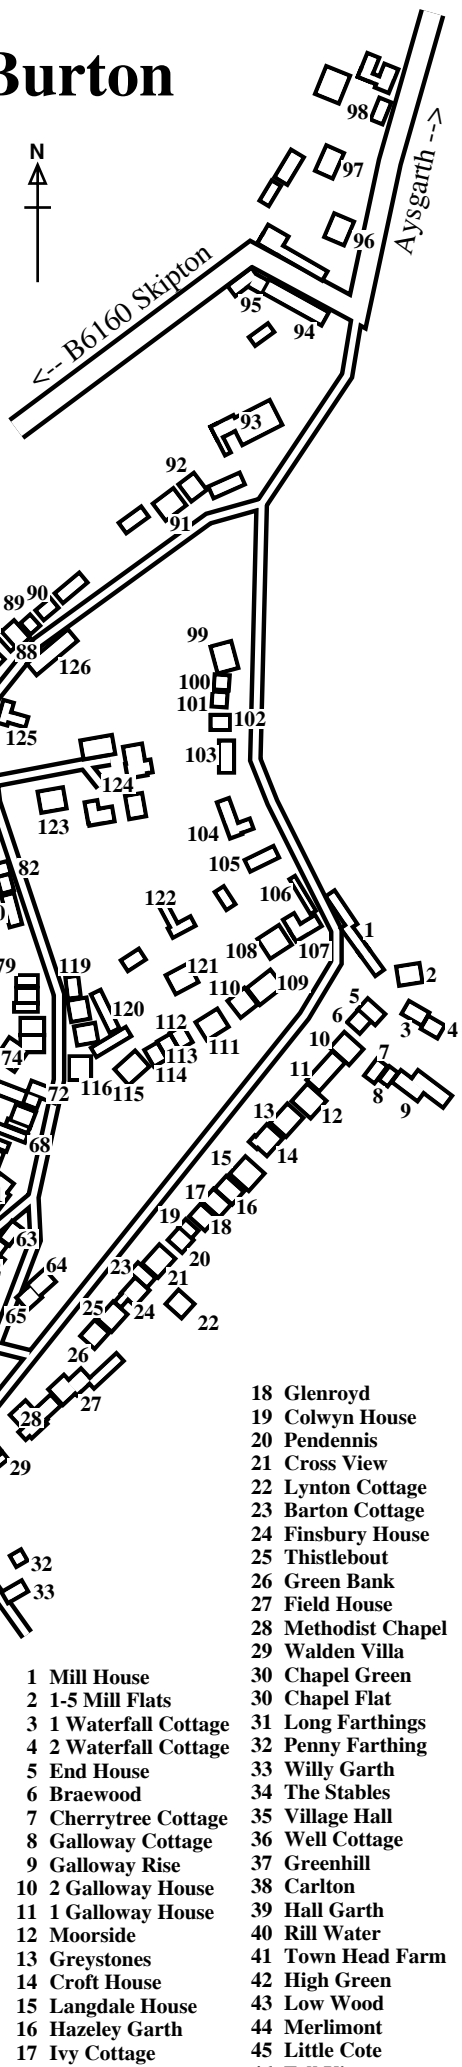 Burton
N
98
Aysgarth -->
97
96
<-- B6160 Skipton
95
94
93
92
91
90
89
88
126
99
100
101
102
125
103
124
123
104
105
82
106
122
1
107
108
79
119
121
2
110
109
120
5
6
3
4
112
111
10
113
74
114
7
11
116
115
8
72
9
12
13
68
14
15
17
16
19
18
63
20
64
23
21
65
25
24
22
26
27
28
29
32
33
1 Mill House
2 1-5 Mill Flats
3 1 Waterfall Cottage
4 2 Waterfall Cottage
5 End House
6 Braewood
7 Cherrytree Cottage
8 Galloway Cottage
9 Galloway Rise
10 2 Galloway House
11 1 Galloway House
12 Moorside
13 Greystones
14 Croft House
15 Langdale House
16 Hazeley Garth
17 Ivy Cottage
18 Glenroyd
19 Colwyn House
20 Pendennis
21 Cross View
22 Lynton Cottage
23 Barton Cottage
24 Finsbury House
25 Thistlebout
26 Green Bank
27 Field House
28 Methodist Chapel
29 Walden Villa
30 Chapel Green
30 Chapel Flat
31 Long Farthings
32 Penny Farthing
33 Willy Garth
34 The Stables
35 Village Hall
36 Well Cottage
37 Greenhill
38 Carlton
39 Hall Garth
40 Rill Water
41 Town Head Farm
42 High Green
43 Low Wood
44 Merlimont
45 Little Cote